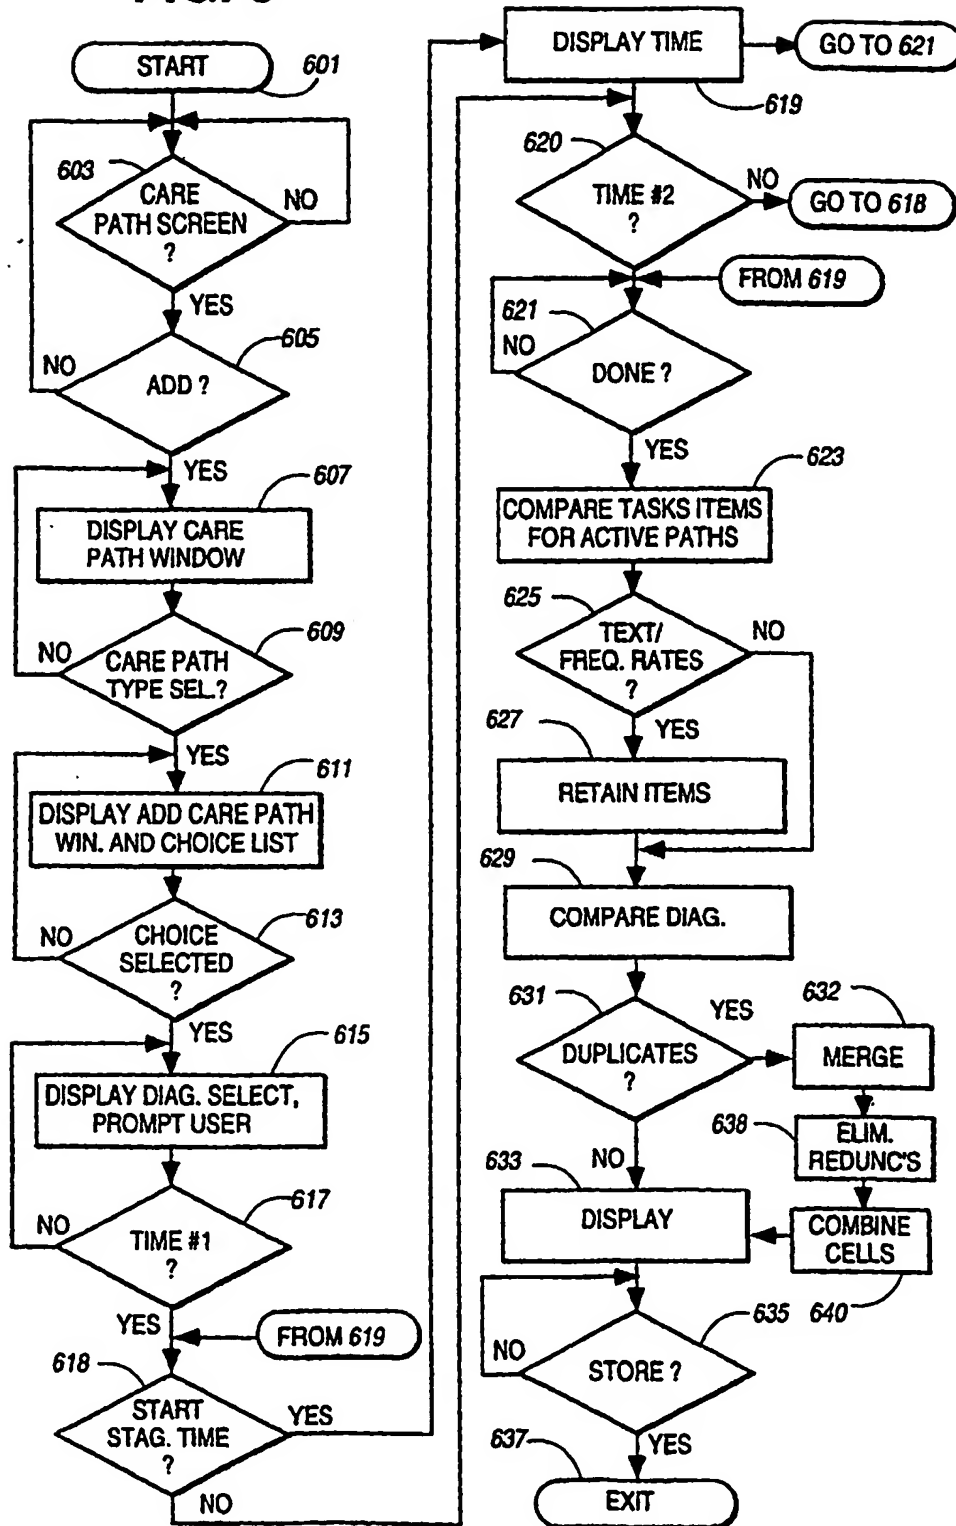 START
601
603
CARE
PATH SCREEN
?
NO
YES
605
NO
ADD ?
YES
607
DISPLAY CARE
PATH WINDOW
609
NO
CARE PATH
TYPE SEL.?
YES
611
DISPLAY ADD CARE PATH
WIN. AND CHOICE LIST
613
NO
CHOICE
SELECTED
?
YES
615
DISPLAY DIAG. SELECT,
PROMPT USER
617
NO
TIME #1
?
YES
FROM 619
618
START
STAG. TIME
?
YES
NO
DISPLAY TIME
GO TO 621
619
620
TIME #2
?
NO
GO TO 618
FROM 619
621
NO
DONE ?
YES
623
COMPARE TASKS ITEMS
FOR ACTIVE PATHS
625
TEXT/
FREQ. RATES
?
NO
627
YES
RETAIN ITEMS
629
COMPARE DIAG.
631
YES
632
DUPLICATES
?
MERGE
638
ELIM.
REDUNC'S
NO
633
DISPLAY
COMBINE
CELLS
635
640
NO
STORE ?
637
YES
EXIT